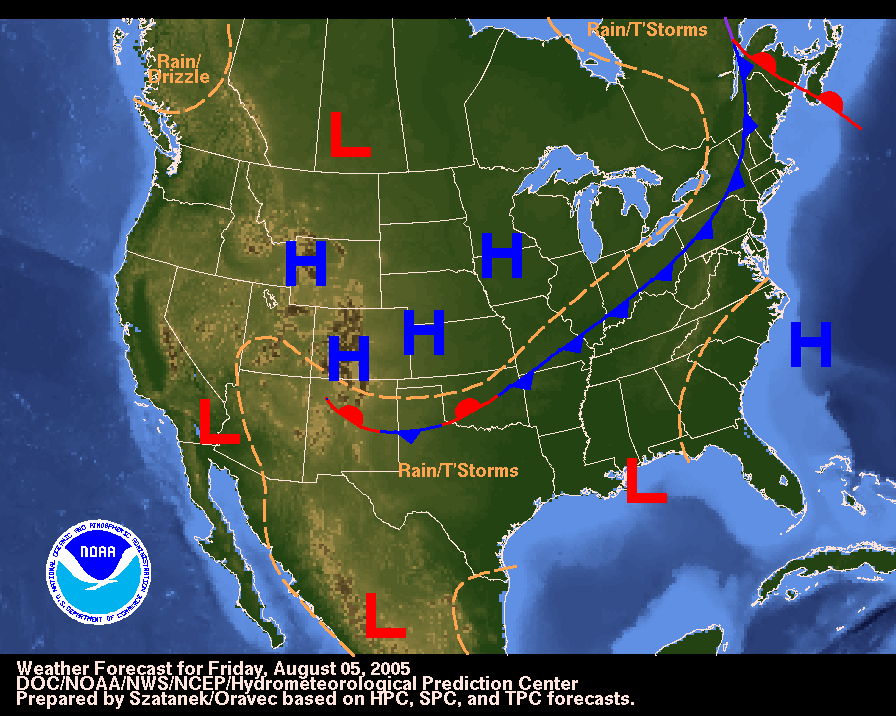 Rain/T'Storms
Rain/
Drizzle
L
H
H
H
H
H
L
Rain/T'Storms
L
L
NATIONAL OCEANIC AND ATMOSPHERIC ADMINISTRATION
NOAA
U.S. DEPARTMENT OF COMMERCE
Weather Forecast for Friday, August 05, 2005
DOC/NOAA/NWS/NCEP/Hydrometeorological Prediction Center
Prepared by Szatanek/Oravec based on HPC, SPC, and TPC forecasts.